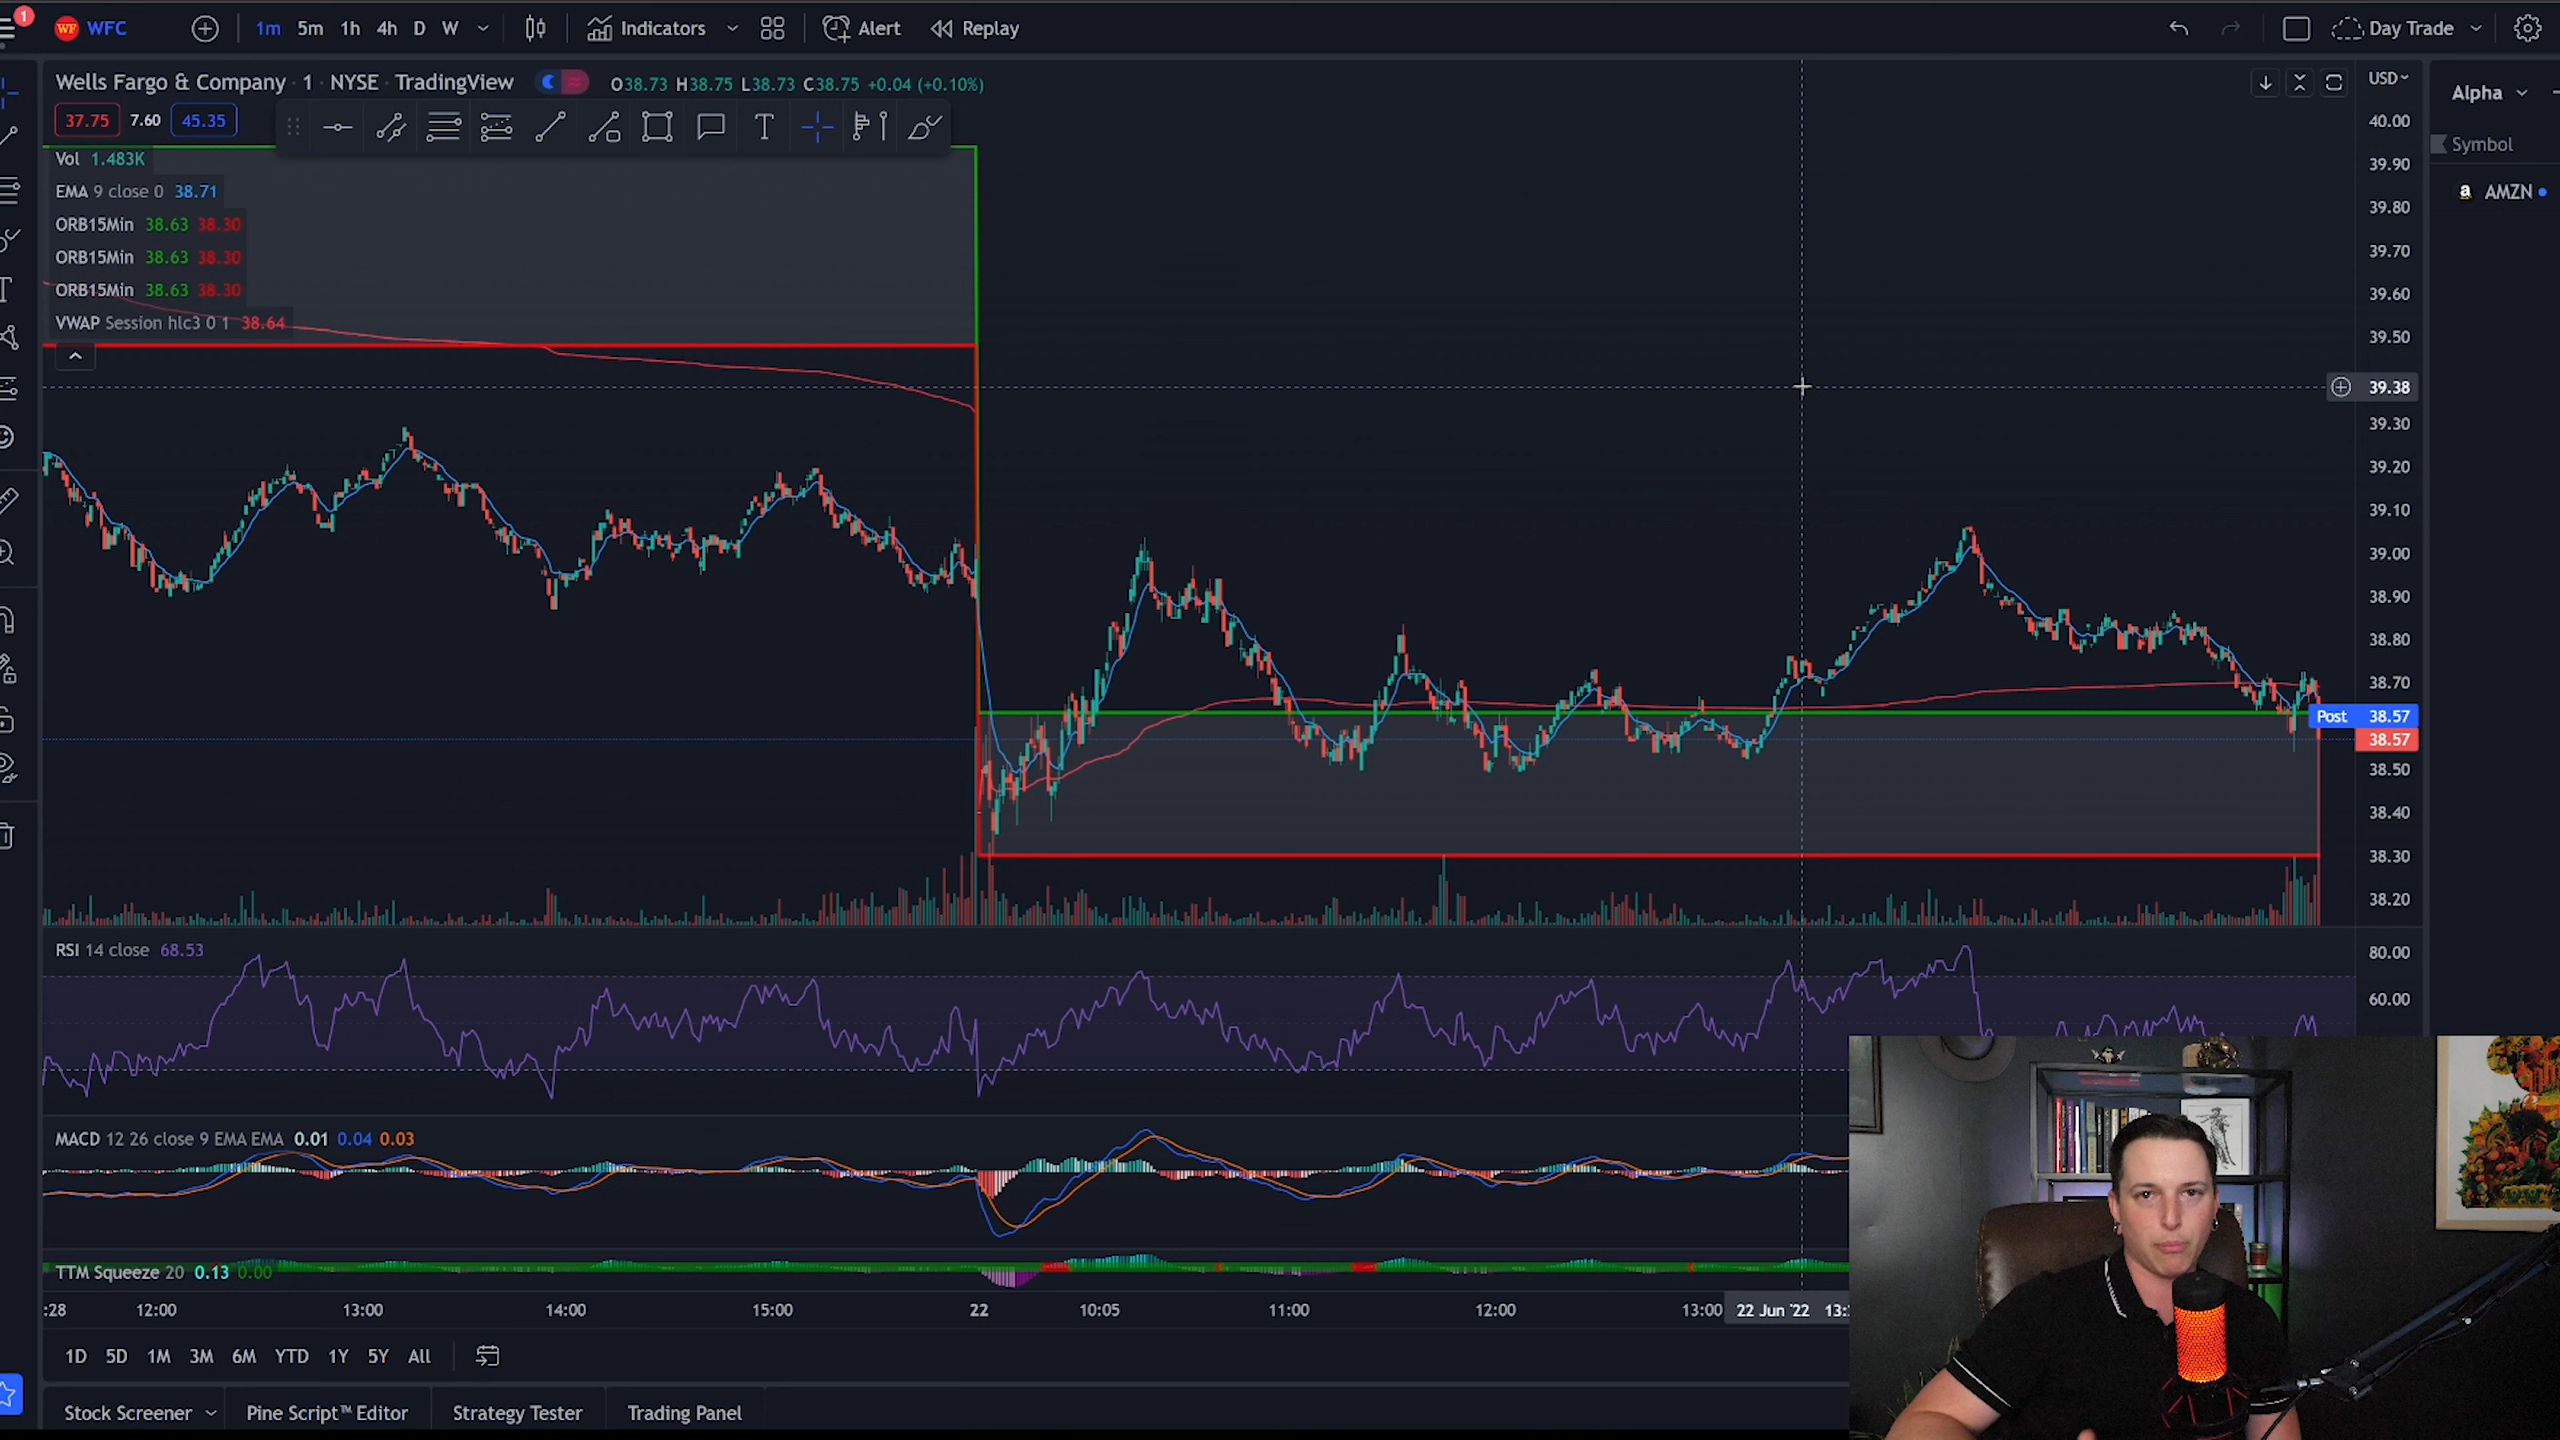 1
WF WFC 1m 5m 1h 4h D W Indicators Alert Replay Day Trade
Wells Fargo & Company · 1 · NYSE · TradingView O38.73 H38.75 L38.73 C38.75 +0.04 (+0.10%)
USD
Alpha
37.75 7.60 45.35
T
Symbol
a AMZN
Vol 1.483K
EMA 9 close 0 38.71
ORB15Min 38.63 38.30
ORB15Min 38.63 38.30
ORB15Min 38.63 38.30
VWAP Session hlc3 0 1 38.64
40.00
39.90
39.80
39.70
39.60
39.50
39.38
39.30
39.20
39.10
39.00
38.90
38.80
38.70
Post 38.57
38.57
38.50
38.40
38.30
38.20
RSI 14 close 68.53
80.00
60.00
MACD 12 26 close 9 EMA EMA 0.01 0.04 0.03
TTM Squeeze 20 0.13 0.00
:28 12:00 13:00 14:00 15:00 22 10:05 11:00 12:00 13:00 22 Jun '22
1D 5D 1M 3M 6M YTD 1Y 5Y All
Stock Screener Pine Script™ Editor Strategy Tester Trading Panel